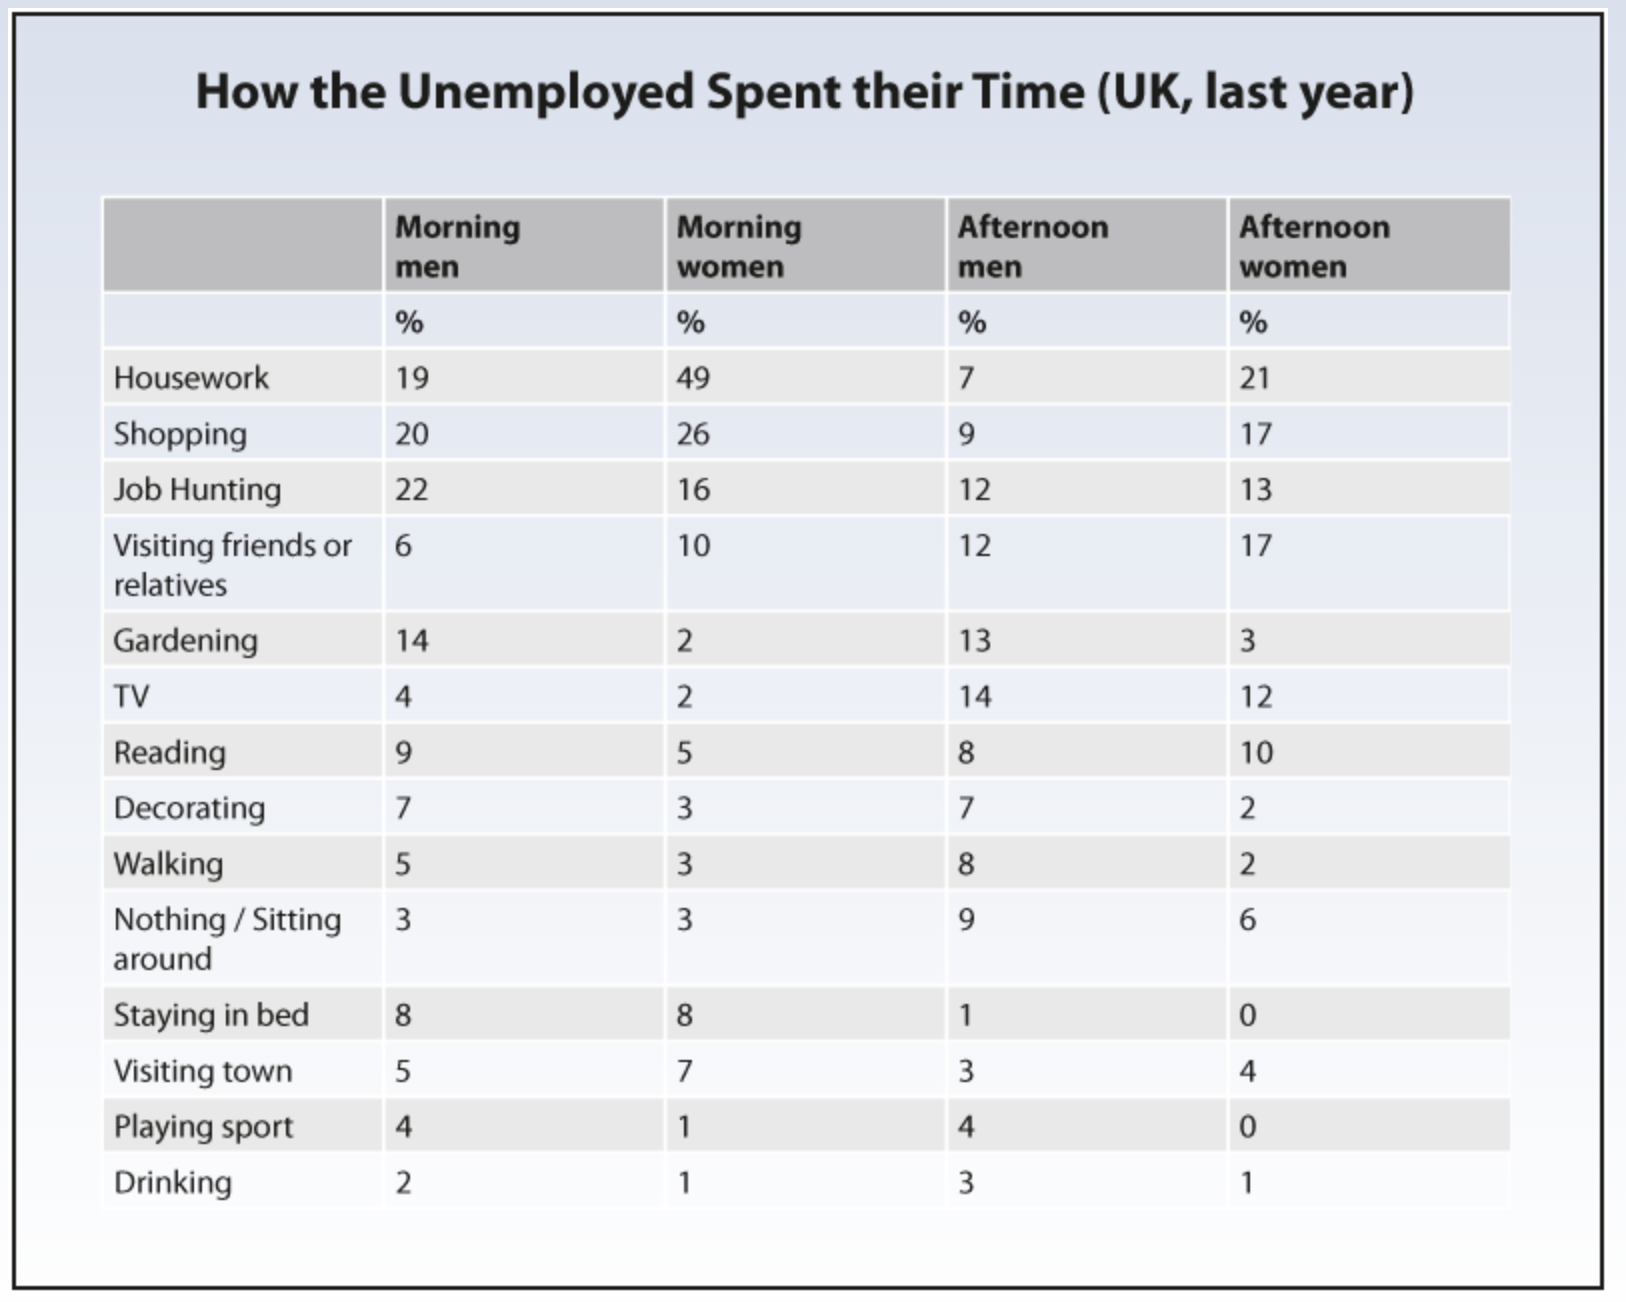 How the Unemployed Spent their Time (UK, last year)
Morning men Morning women Afternoon men Afternoon women
% % % %
Housework 19 49 7 21
Shopping 20 26 9 17
Job Hunting 22 16 12 13
Visiting friends or relatives 6 10 12 17
Gardening 14 2 13 3
TV 4 2 14 12
Reading 9 5 8 10
Decorating 7 3 7 2
Walking 5 3 8 2
Nothing / Sitting around 3 3 9 6
Staying in bed 8 8 1 0
Visiting town 5 7 3 4
Playing sport 4 1 4 0
Drinking 2 1 3 1